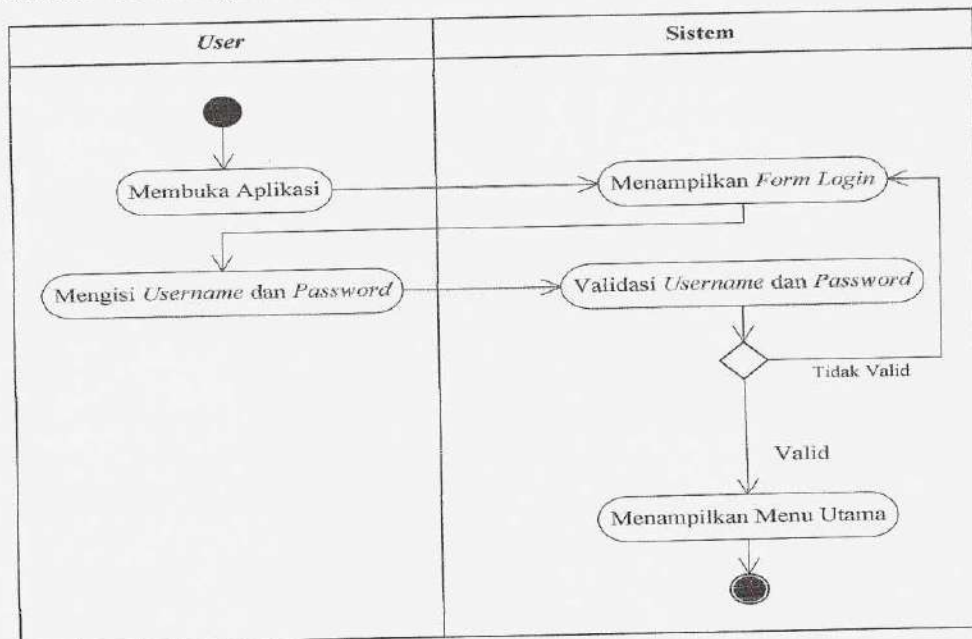 User
Sistem
Membuka Aplikasi
Menampilkan Form Login
Mengisi Username dan Password
Validasi Username dan Password
Tidak Valid
Valid
Menampilkan Menu Utama